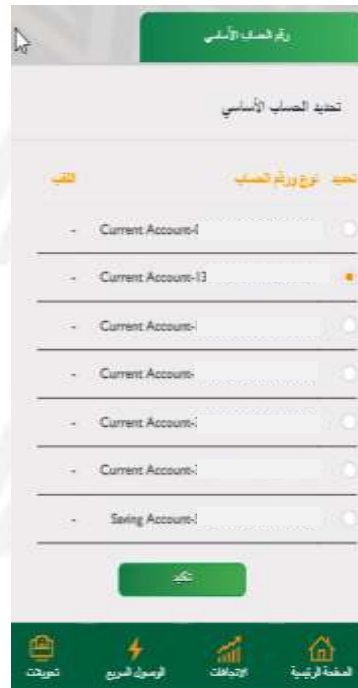 رقم الحساب الأساسي
تحديد الحساب الأساسي
تحديد نوع ورقم الحساب اللقب
Current Account- -
Current Account-13 -
Current Account- -
Current Account- -
Current Account- -
Current Account- -
Saving Account- -
تأكيد
الصفحة الرئيسية الاتجاهات الوصول السريع تحويلات